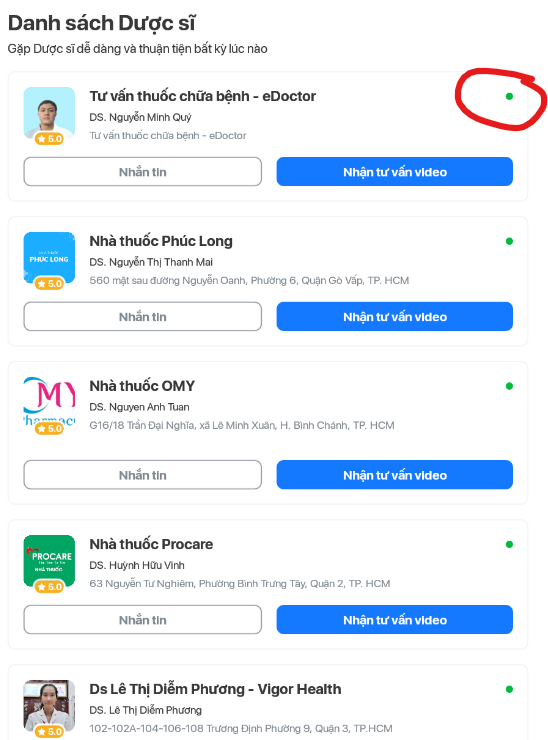 Danh sách Dược sĩ
Gặp Dược sĩ dễ dàng và thuận tiện bất kỳ lúc nào
Tư vấn thuốc chữa bệnh - eDoctor
DS. Nguyễn Minh Quý
Tư vấn thuốc chữa bệnh - eDoctor
5.0
Nhắn tin
Nhận tư vấn video
Nhà thuốc Phúc Long
PHÚC LONG
DS. Nguyễn Thị Thanh Mai
560 mặt sau đường Nguyễn Oanh, Phường 6, Quận Gò Vấp, TP. HCM
5.0
Nhắn tin
Nhận tư vấn video
Nhà thuốc OMY
OMY
DS. Nguyen Anh Tuan
G16/18 Trần Đại Nghĩa, xã Lê Minh Xuân, H. Bình Chánh, TP. HCM
5.0
Nhắn tin
Nhận tư vấn video
Nhà thuốc Procare
PROCARE
NHÀ THUỐC
DS. Huỳnh Hữu Vinh
63 Nguyễn Tư Nghiêm, Phường Bình Trưng Tây, Quận 2, TP. HCM
5.0
Nhắn tin
Nhận tư vấn video
Ds Lê Thị Diễm Phương - Vigor Health
DS. Lê Thị Diễm Phương
102-102A-104-106-108 Trương Định Phường 9, Quận 3, TP.HCM
5.0